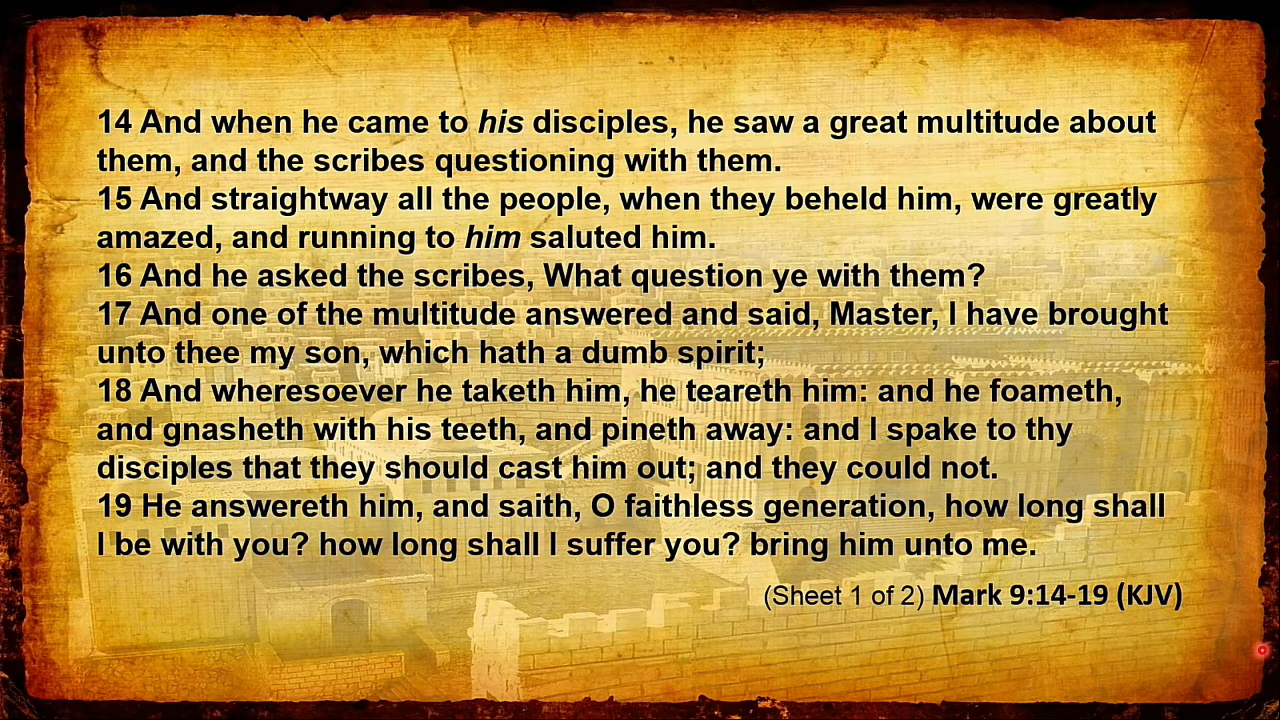 14 And when he came to his disciples, he saw a great multitude about
them, and the scribes questioning with them.
15 And straightway all the people, when they beheld him, were greatly
amazed, and running to him saluted him.
16 And he asked the scribes, What question ye with them?
17 And one of the multitude answered and said, Master, I have brought
unto thee my son, which hath a dumb spirit;
18 And wheresoever he taketh him, he teareth him: and he foameth,
and gnasheth with his teeth, and pineth away: and I spake to thy
disciples that they should cast him out; and they could not.
19 He answereth him, and saith, O faithless generation, how long shall
I be with you? how long shall I suffer you? bring him unto me.
(Sheet 1 of 2) Mark 9:14-19 (KJV)